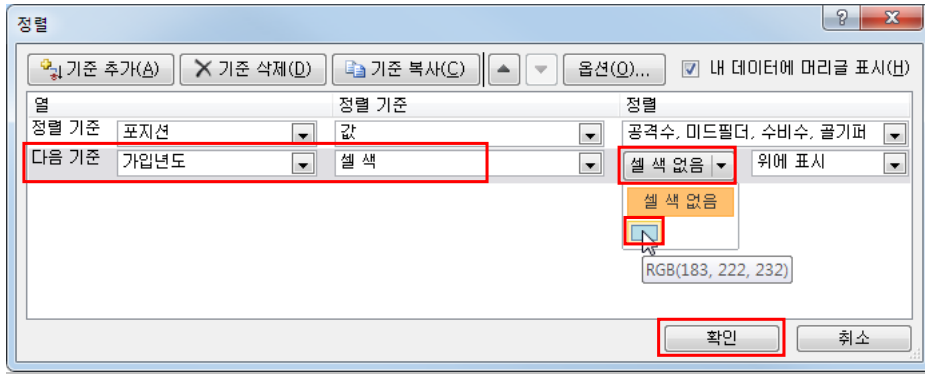 정렬
기준 추가(A) 기준 삭제(D) 기준 복사(C) 옵션(O)... 내 데이터에 머리글 표시(H)
열 정렬 기준 정렬
정렬 기준 포지션 값 공격수, 미드필더, 수비수, 골기퍼
다음 기준 가입년도 셀 색 셀 색 없음 위에 표시
셀 색 없음
RGB(183, 222, 232)
확인 취소